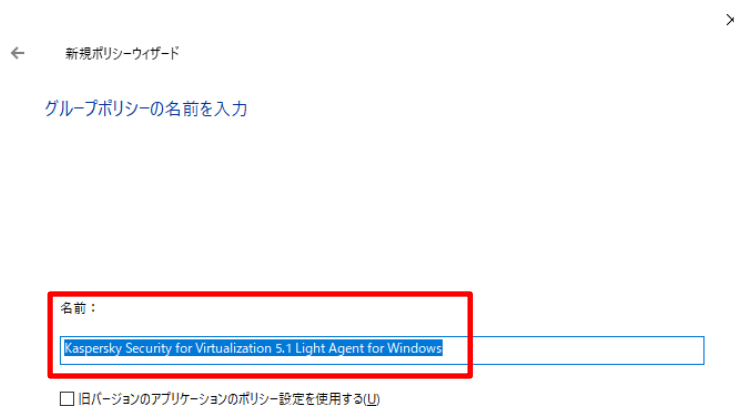 新規ポリシーウィザード
グループポリシーの名前を入力
名前：
Kaspersky Security for Virtualization 5.1 Light Agent for Windows
旧バージョンのアプリケーションのポリシー設定を使用する(U)